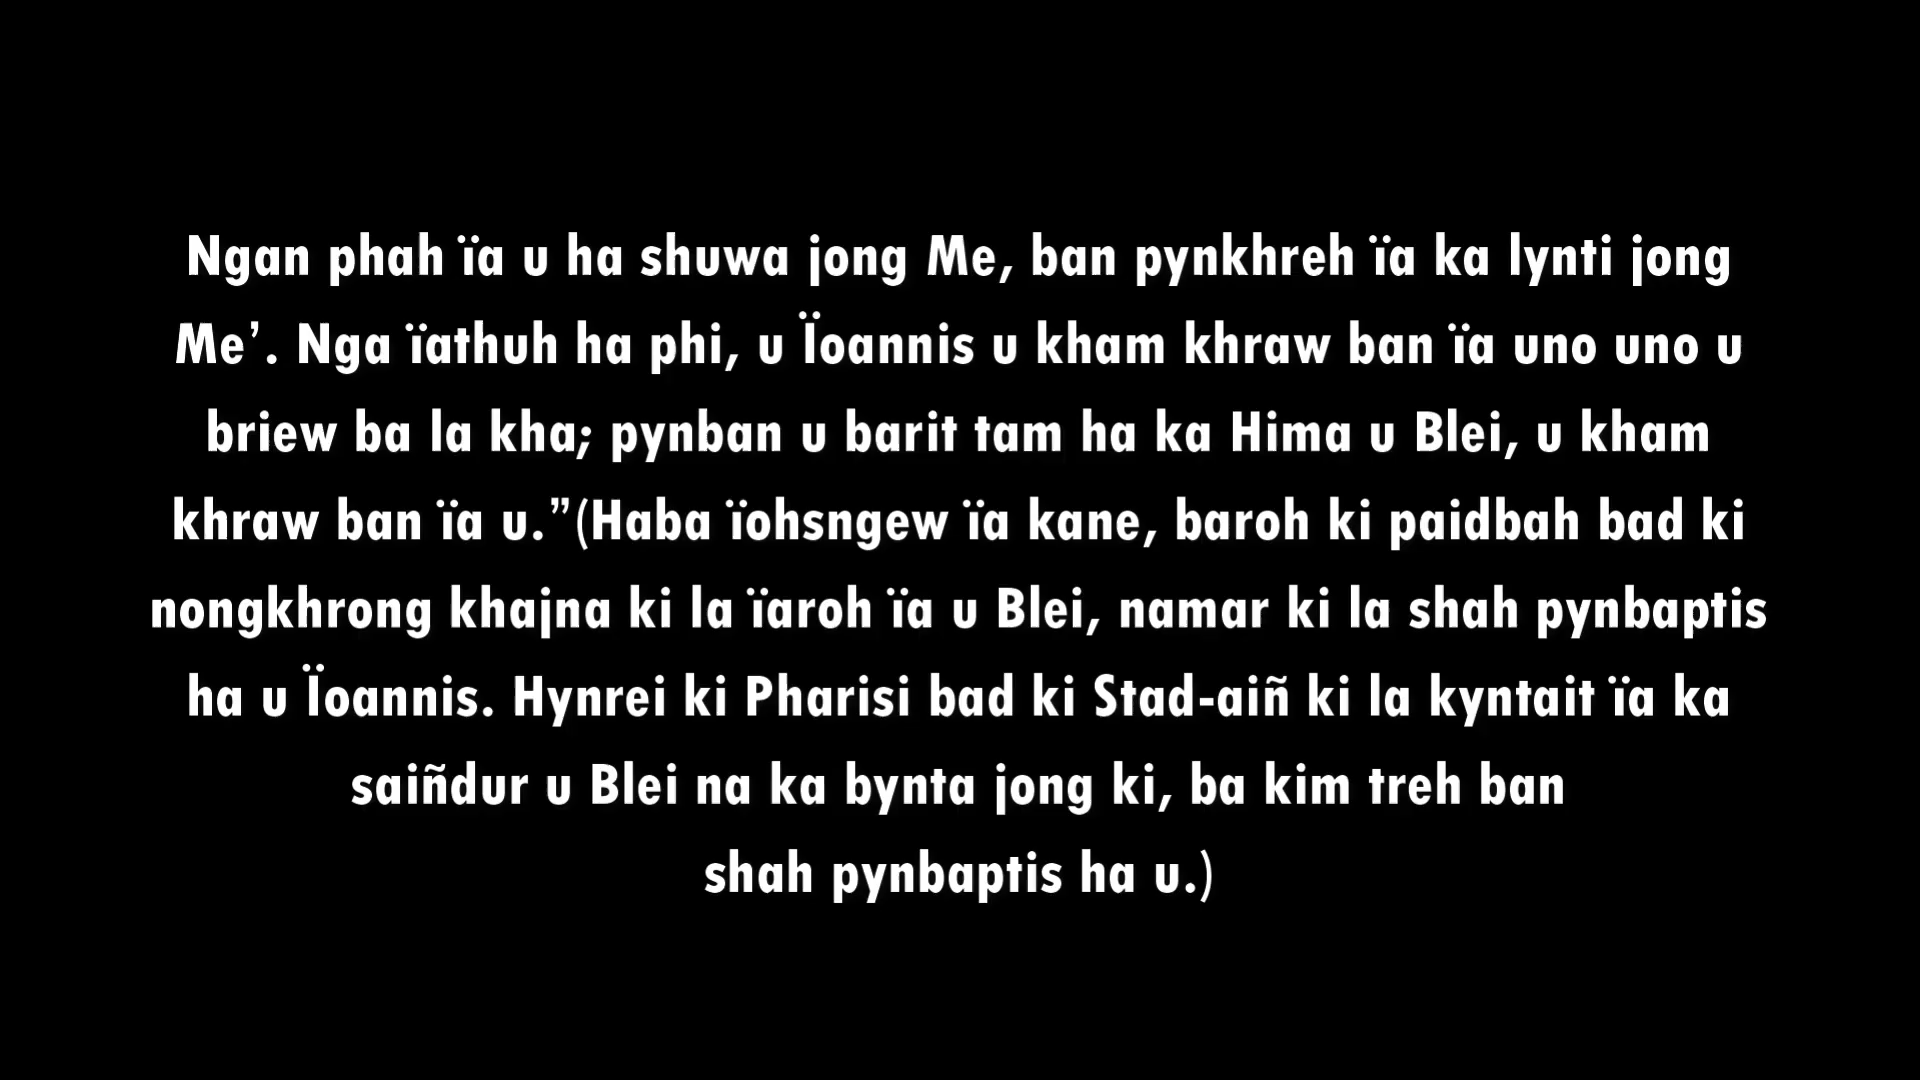 Ngan phah ïa u ha shuwa jong Me, ban pynkhreh ïa ka lynti jong
Me’. Nga ïathuh ha phi, u Ïoannis u kham khraw ban ïa uno uno u
briew ba la kha; pynban u barit tam ha ka Hima u Blei, u kham
khraw ban ïa u.”(Haba ïohsngew ïa kane, baroh ki paidbah bad ki
nongkhrong khajna ki la ïaroh ïa u Blei, namar ki la shah pynbaptis
ha u Ïoannis. Hynrei ki Pharisi bad ki Stad-aiñ ki la kyntait ïa ka
saiñdur u Blei na ka bynta jong ki, ba kim treh ban
shah pynbaptis ha u.)